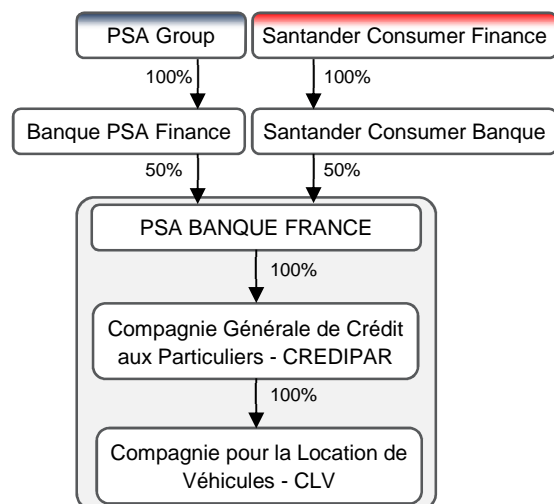 PSA Group
Santander Consumer Finance
100%
100%
Banque PSA Finance
Santander Consumer Banque
50%
50%
PSA BANQUE FRANCE
100%
Compagnie Générale de Crédit
aux Particuliers - CREDIPAR
100%
Compagnie pour la Location de
Véhicules - CLV